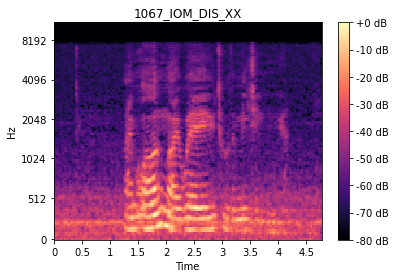 1067_IOM_DIS_XX
8192
4096
2048
1024
512
0
Hz
0 0.5 1 1.5 2 2.5 3 3.5 4 4.5
Time
+0 dB
-10 dB
-20 dB
-30 dB
-40 dB
-50 dB
-60 dB
-70 dB
-80 dB